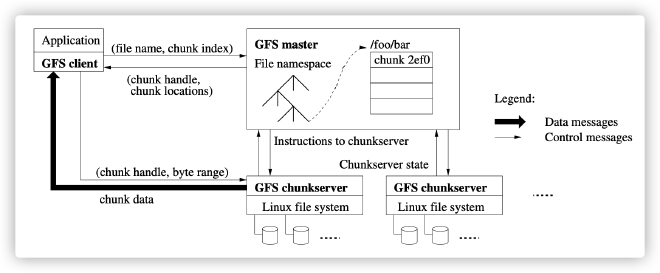 Application
GFS client
(file name, chunk index)
(chunk handle,
chunk locations)
GFS master
File namespace
/foo/bar
chunk 2ef0
Legend:
Data messages
Control messages
Instructions to chunkserver
Chunkserver state
(chunk handle, byte range)
chunk data
GFS chunkserver
Linux file system
GFS chunkserver
Linux file system